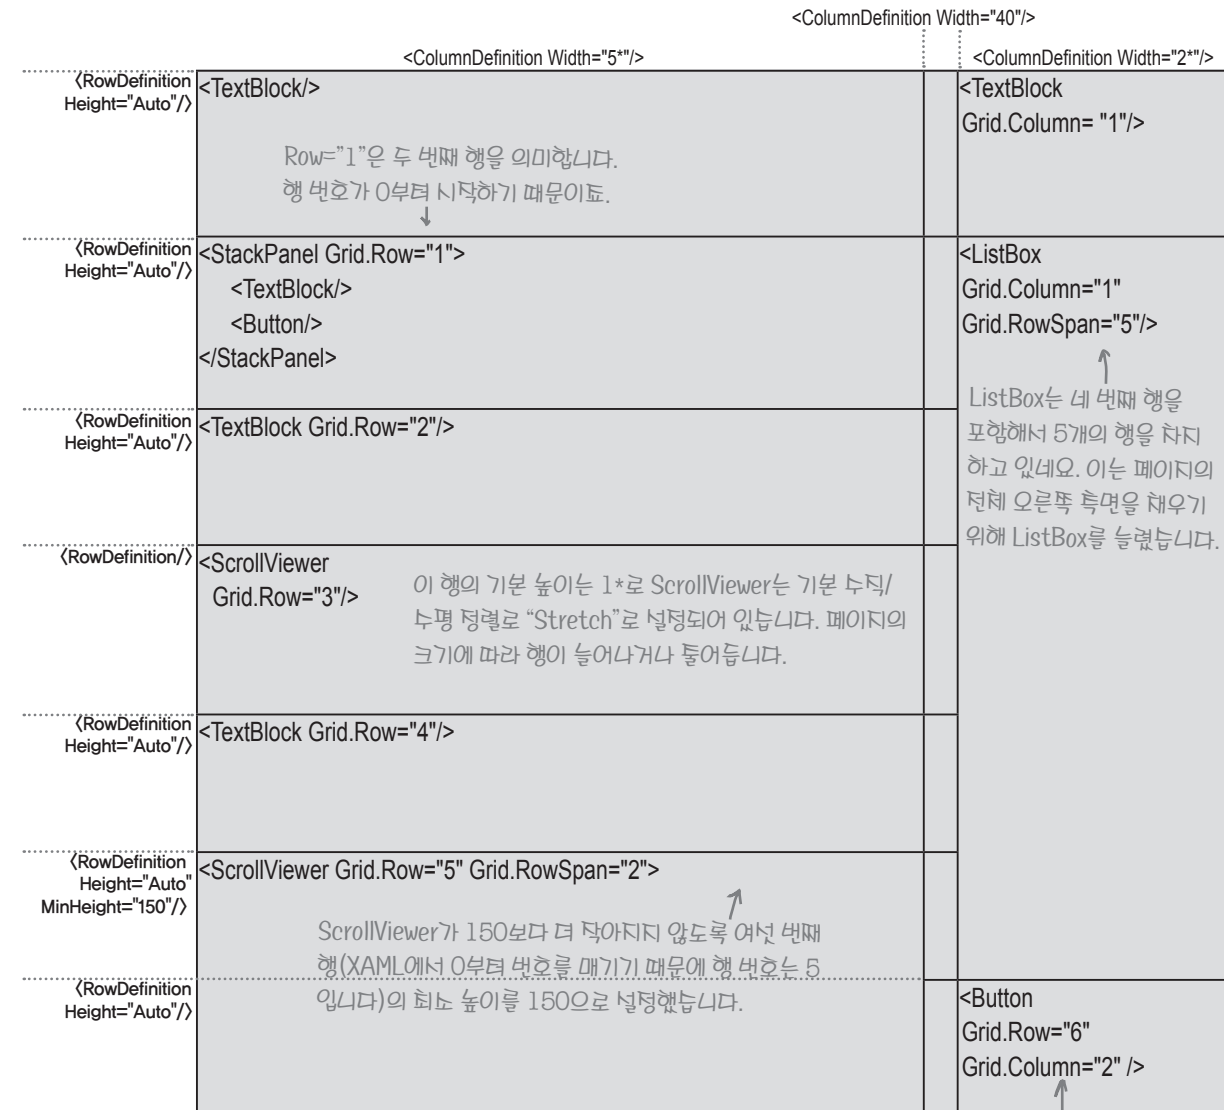 <ColumnDefinition Width="40"/>
<ColumnDefinition Width="5*"/>
<ColumnDefinition Width="2*"/>
<RowDefinition
Height="Auto"/>
<TextBlock/>
<TextBlock
Grid.Column= "1"/>
Row="1"은 두 번째 행을 의미합니다.
행 번호가 0부터 시작하기 때문이죠.
<RowDefinition
Height="Auto"/>
<StackPanel Grid.Row="1">
<TextBlock/>
<Button/>
</StackPanel>
<ListBox
Grid.Column="1"
Grid.RowSpan="5"/>
ListBox는 네 번째 행을
포함해서 5개의 행을 차지
하고 있네요. 이는 페이지의
전체 오른쪽 측면을 채우기
위해 ListBox를 늘렸습니다.
<RowDefinition
Height="Auto"/>
<TextBlock Grid.Row="2"/>
<RowDefinition/>
<ScrollViewer
Grid.Row="3"/>
이 행의 기본 높이는 1*로 ScrollViewer는 기본 수직/
수평 정렬로 “Stretch”로 설정되어 있습니다. 페이지의
크기에 따라 행이 늘어나거나 줄어듭니다.
<RowDefinition
Height="Auto"/>
<TextBlock Grid.Row="4"/>
<RowDefinition
Height="Auto"
MinHeight="150"/>
<ScrollViewer Grid.Row="5" Grid.RowSpan="2">
ScrollViewer가 150보다 더 작아지지 않도록 여섯 번째
행(XAML에서 0부터 번호를 매기기 때문에 행 번호는 5
입니다)의 최소 높이를 150으로 설정했습니다.
<RowDefinition
Height="Auto"/>
<Button
Grid.Row="6"
Grid.Column="2" />